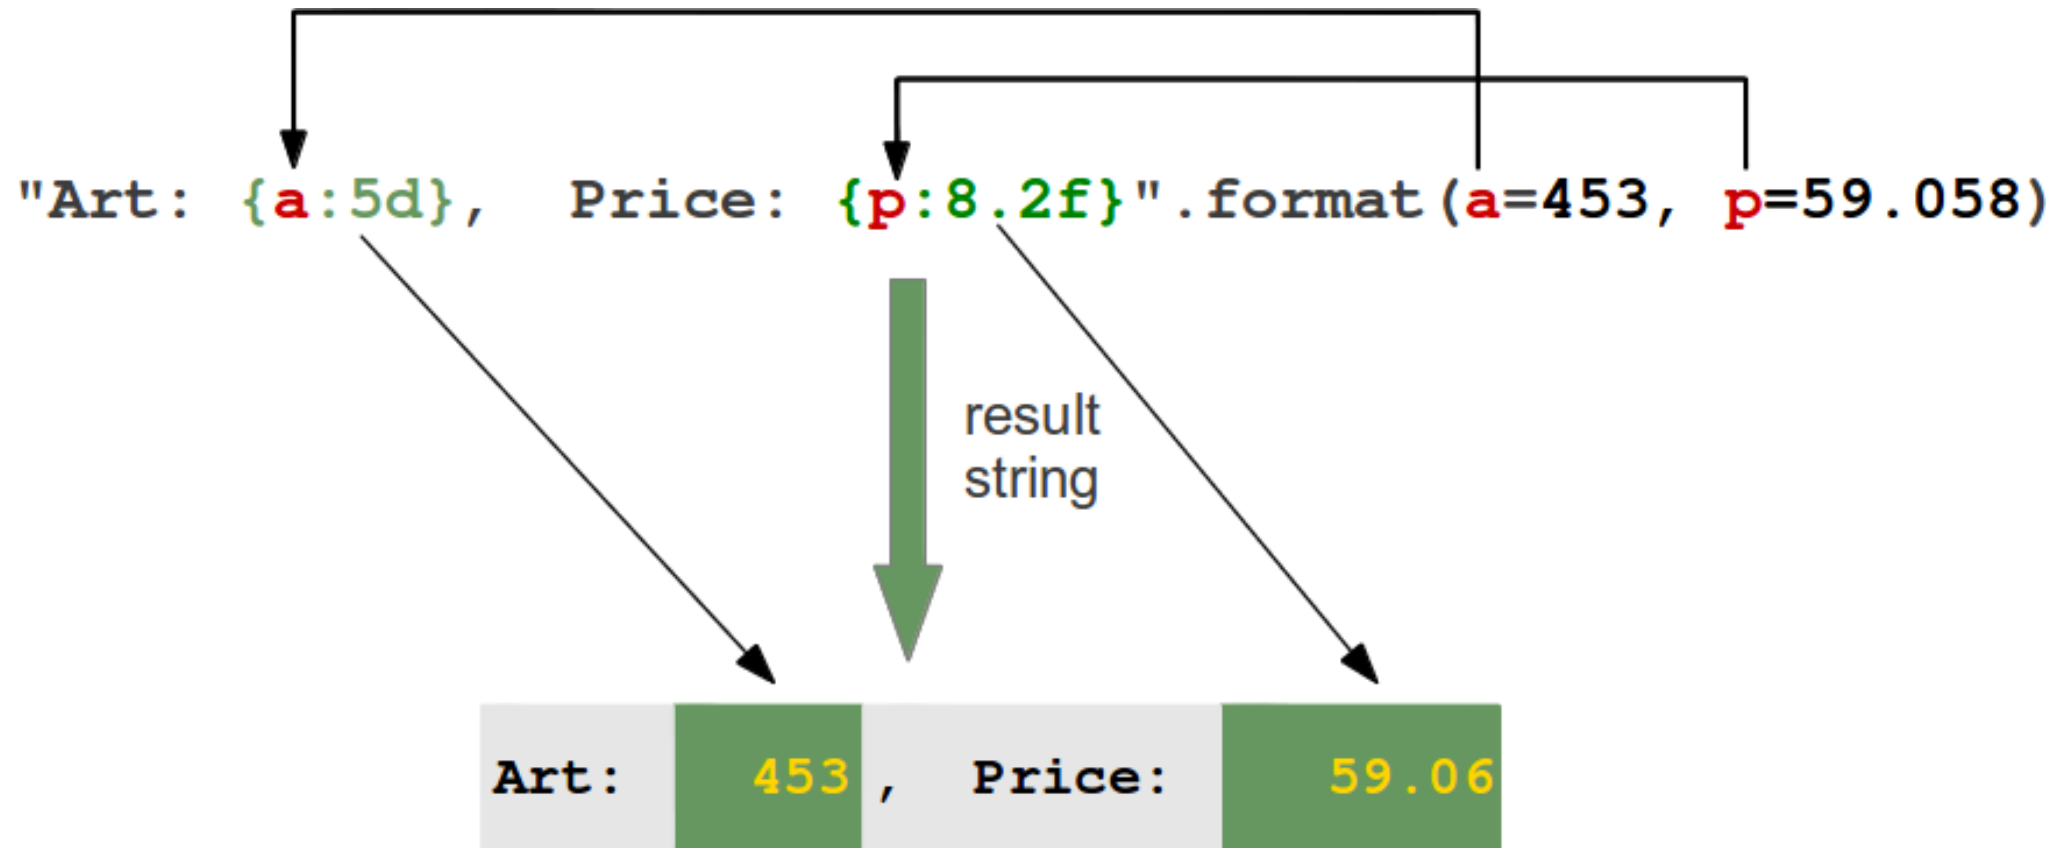 "Art: {a:5d},  Price: {p:8.2f}".format(a=453, p=59.058)
result
string
Art:   453,  Price:    59.06